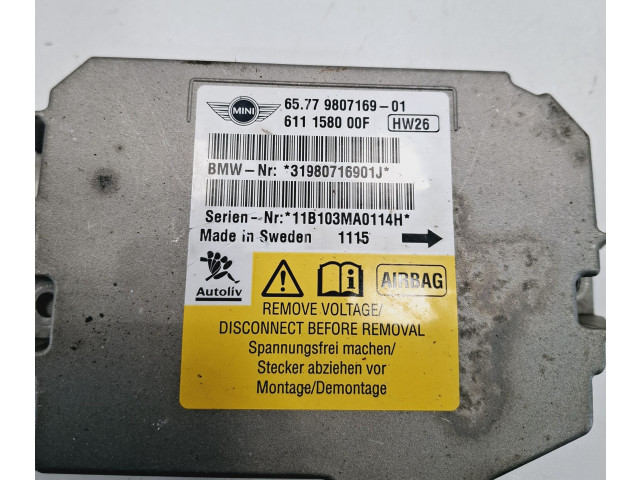 MINI
65.77 9807169-01
611 1580 00F HW26
BMW-Nr: *31980716901J*
Serien-Nr: *11B103MA0114H*
Made in Sweden 1115
Autoliv
AIRBAG
REMOVE VOLTAGE/
DISCONNECT BEFORE REMOVAL
Spannungsfrei machen/
Stecker abziehen vor
Montage/Demontage